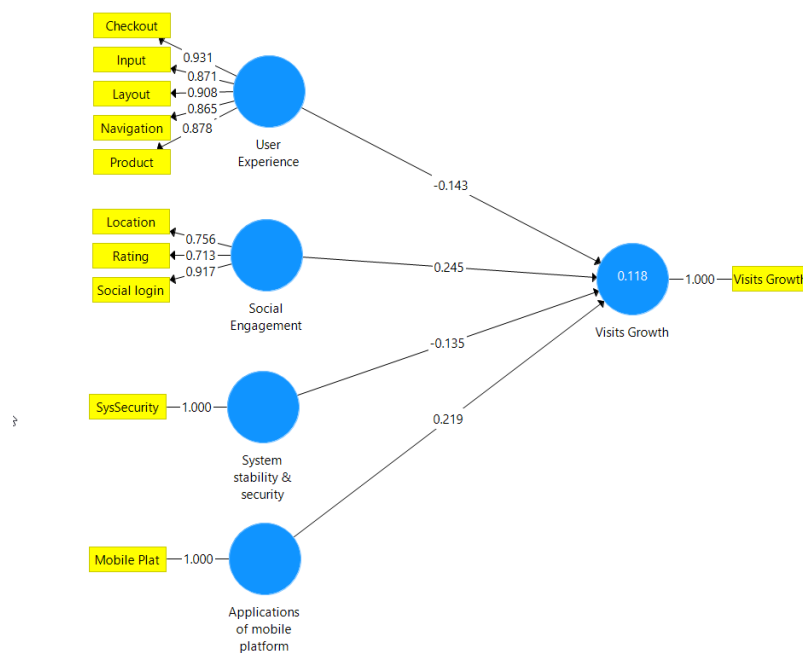 Checkout
Input
Layout
Navigation
Product
0.931
0.871
0.908
0.865
0.878
User
Experience
-0.143
Location
Rating
Social login
0.756
0.713
0.917
Social
Engagement
0.245
0.118
Visits Growth
1.000
Visits Growth
SysSecurity
1.000
System
stability &
security
-0.135
0.219
Mobile Plat
1.000
Applications
of mobile
platform